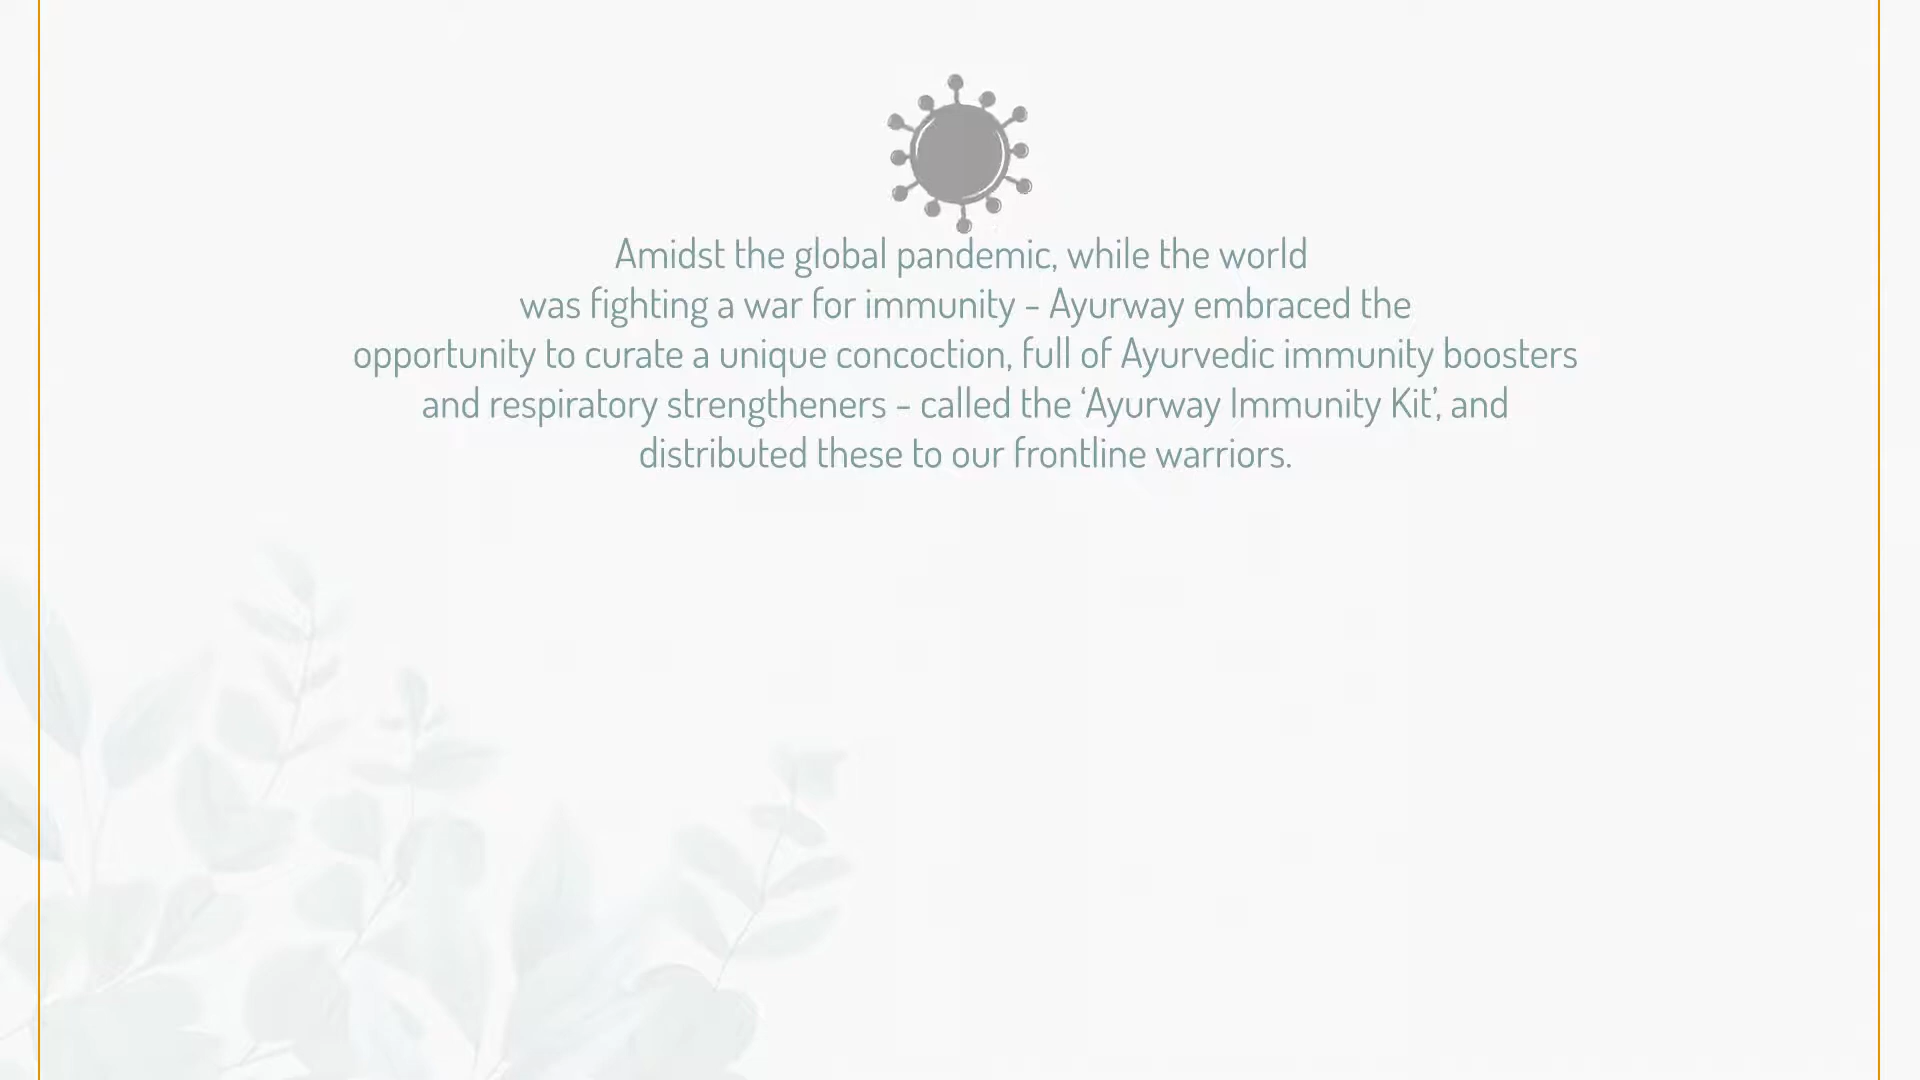 Amidst the global pandemic, while the world
was fighting a war for immunity - Ayurway embraced the
opportunity to curate a unique concoction, full of Ayurvedic immunity boosters
and respiratory strengtheners - called the ‘Ayurway Immunity Kit’, and
distributed these to our frontline warriors.